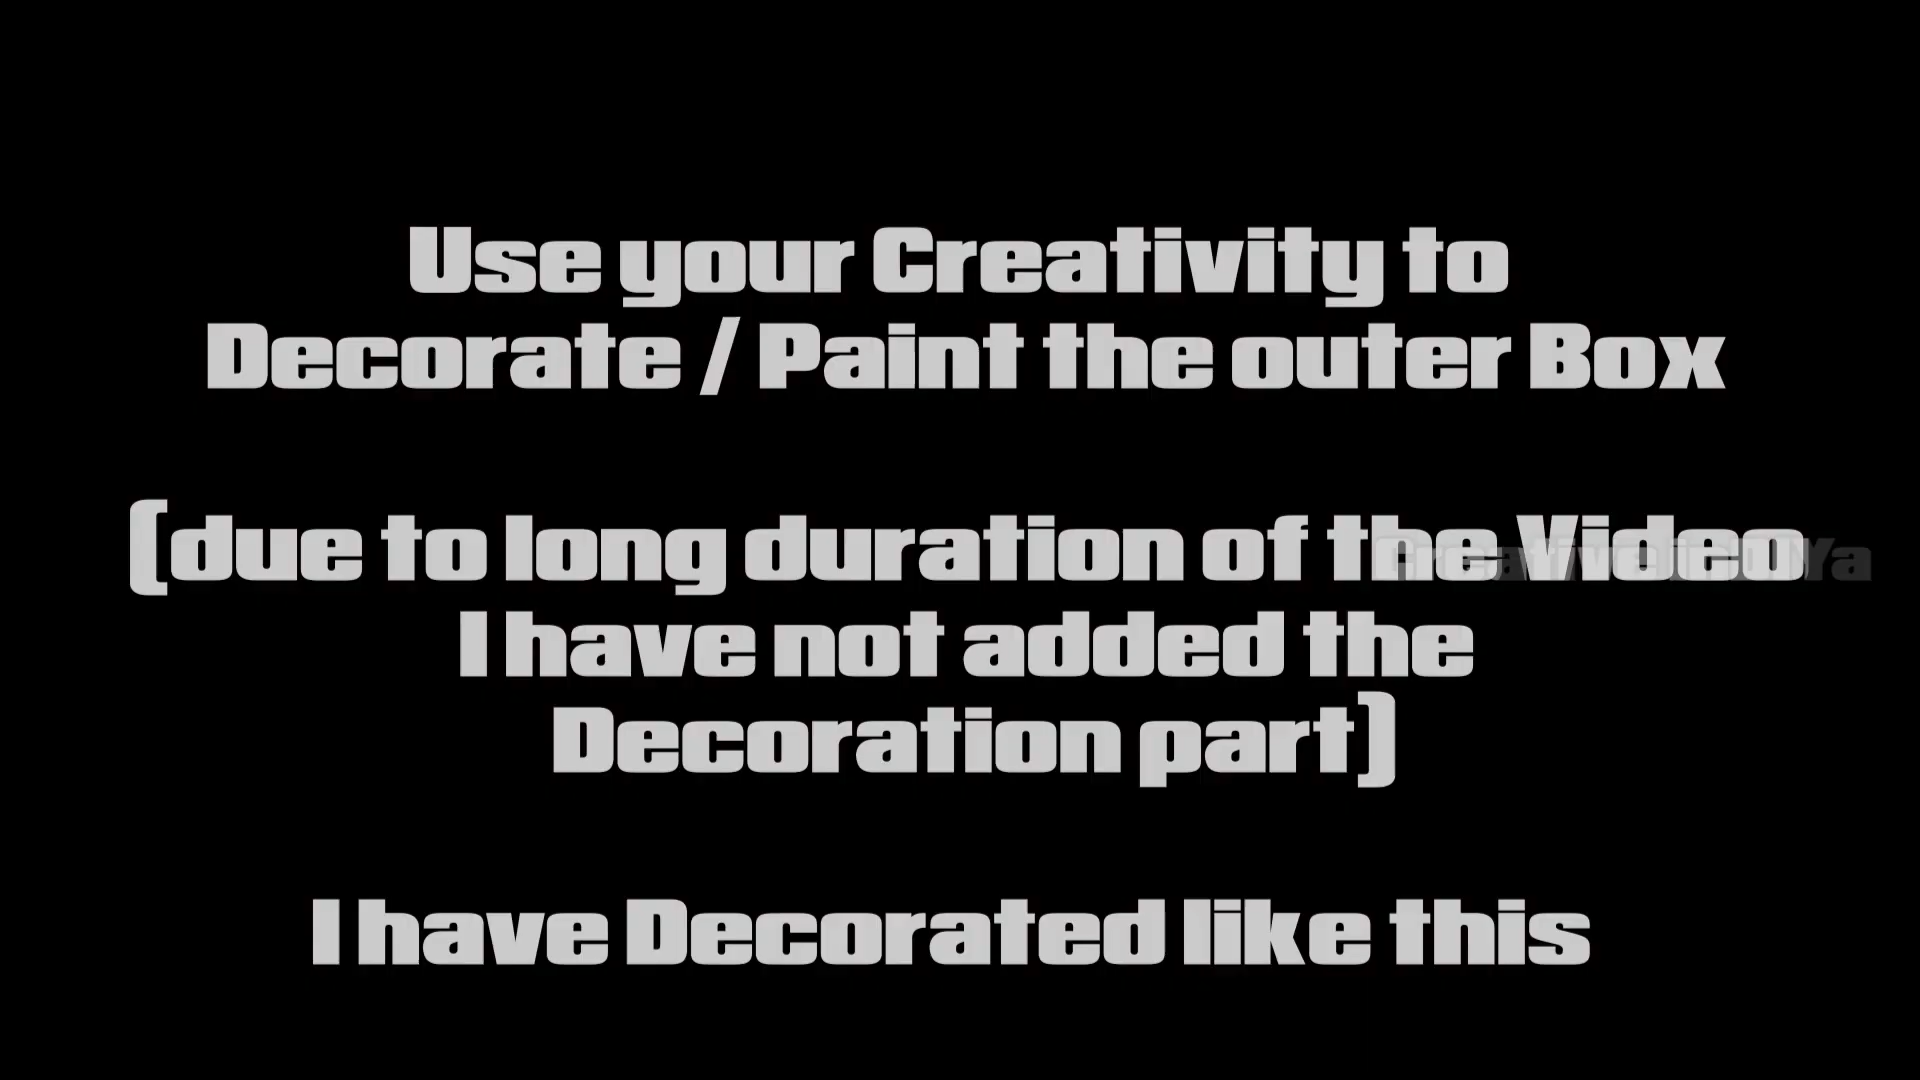 Use your Creativity to
Decorate / Paint the outer Box
(due to long duration of the Video
I have not added the
Decoration part)
I have Decorated like this